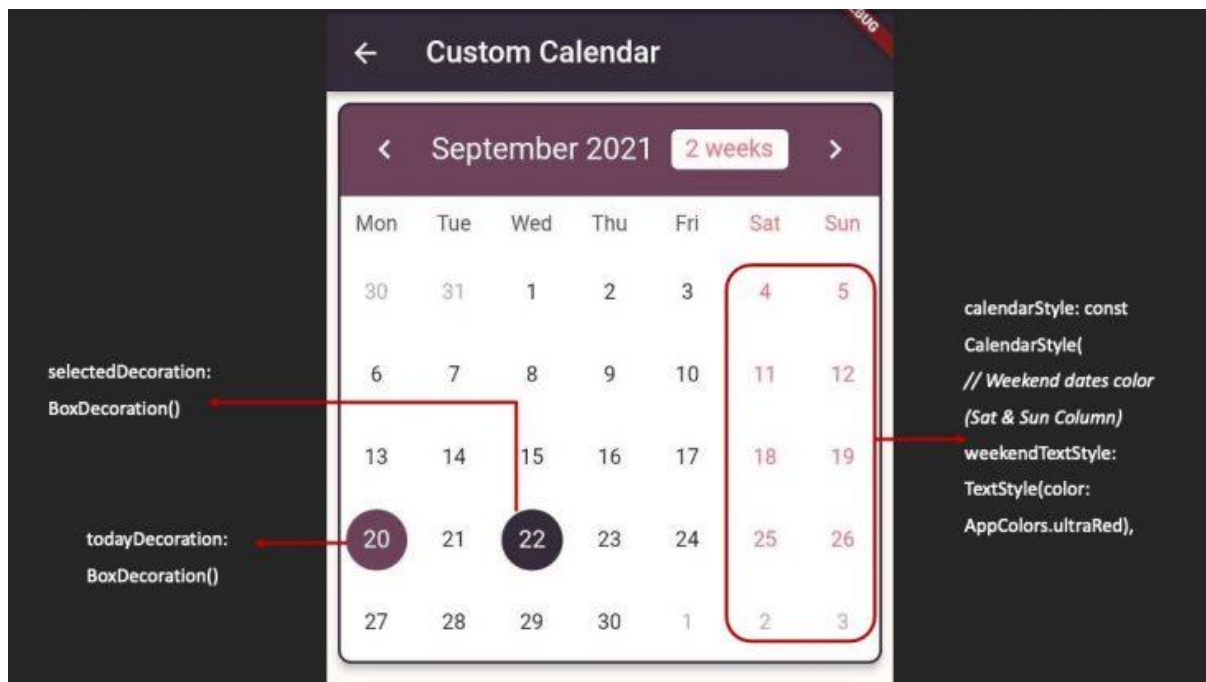 Custom Calendar
September 2021 2 weeks
Mon Tue Wed Thu Fri Sat Sun
30 31 1 2 3 4 5
6 7 8 9 10 11 12
13 14 15 16 17 18 19
20 21 22 23 24 25 26
27 28 29 30 1 2 3
selectedDecoration:
BoxDecoration()
todayDecoration:
BoxDecoration()
calendarStyle: const
CalendarStyle(
// Weekend dates color
(Sat & Sun Column)
weekendTextStyle:
TextStyle(color:
AppColors.ultraRed),